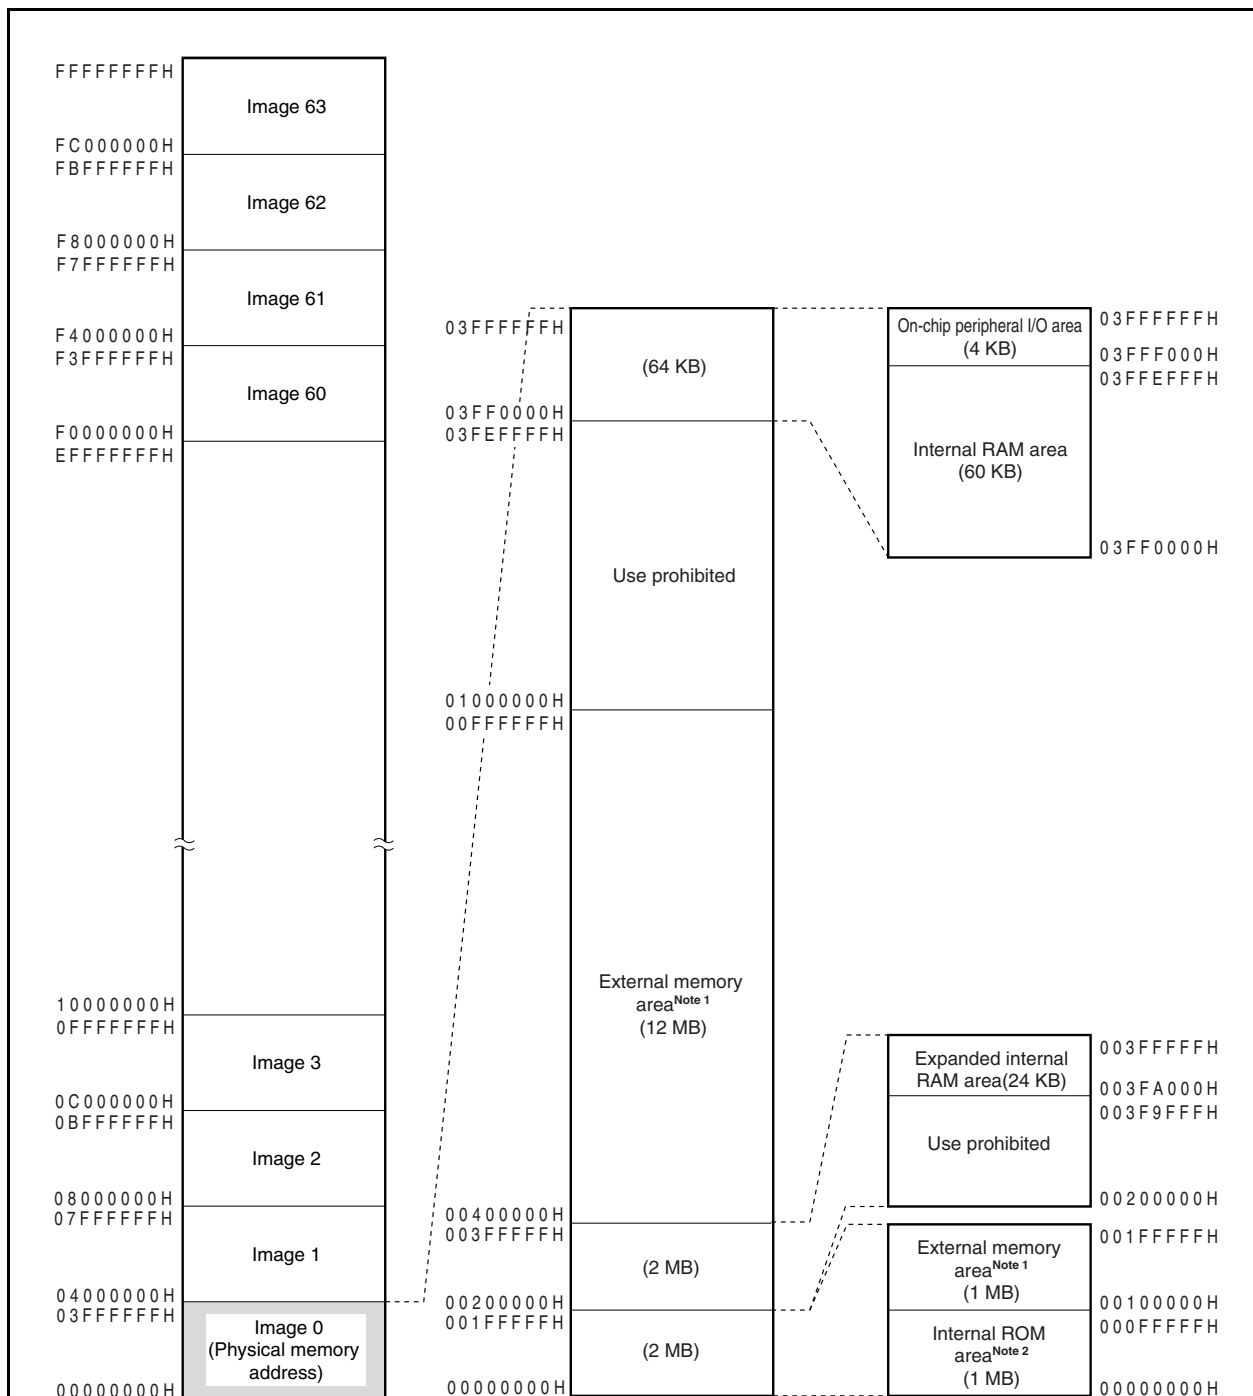 FFFFFFFFH
Image 63
FC000000H
FBFFFFFFH
Image 62
F8000000H
F7FFFFFFH
Image 61
F4000000H
F3FFFFFFH
Image 60
F0000000H
EFFFFFFFH
10000000H
0FFFFFFFH
Image 3
0C000000H
0BFFFFFFH
Image 2
08000000H
07FFFFFFH
Image 1
04000000H
03FFFFFFH
Image 0
(Physical memory
address)
00000000H
03FFFFFFH
(64 KB)
03FF0000H
03FEFFFFH
Use prohibited
01000000H
00FFFFFFH
External memory
areaNote 1
(12 MB)
00400000H
003FFFFFH
(2 MB)
00200000H
001FFFFFH
(2 MB)
00000000H
On-chip peripheral I/O area
(4 KB)
03FFFFFFH
03FFF000H
03FFEFFFH
Internal RAM area
(60 KB)
03FF0000H
Expanded internal
RAM area(24 KB)
003FFFFFH
003FA000H
003F9FFFH
Use prohibited
00200000H
001FFFFFH
External memory
areaNote 1
(1 MB)
00100000H
000FFFFFH
Internal ROM
areaNote 2
(1 MB)
00000000H